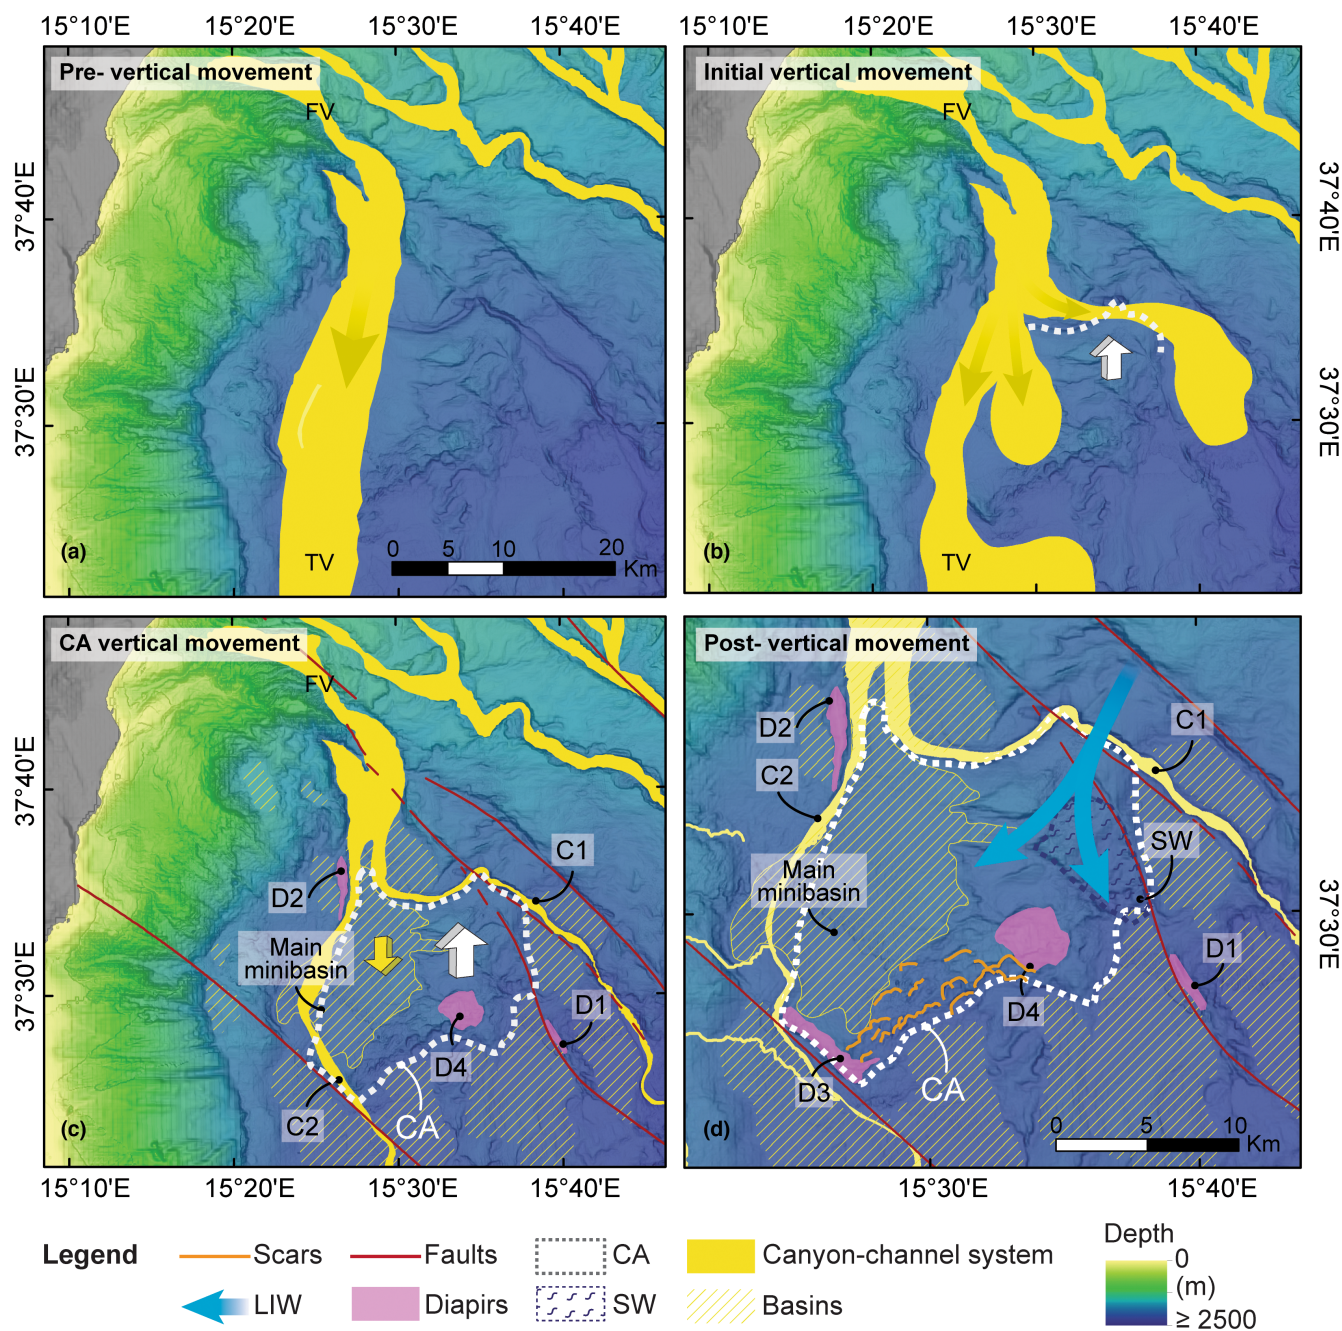 15°10'E 15°20'E 15°30'E 15°40'E
15°10'E 15°20'E 15°30'E 15°40'E
Pre- vertical movement
FV
37°40'E
37°30'E
TV
(a)
0 5 10 20
Km
Initial vertical movement
FV
37°40'E
37°30'E
TV
(b)
CA vertical movement
FV
37°40'E
C1
D2
Main
minibasin
37°30'E
D1
D4
C2
CA
(c)
15°10'E 15°20'E 15°30'E 15°40'E
Post- vertical movement
D2
C1
C2
SW
Main
minibasin
37°30'E
D1
D4
D3
CA
(d)
0 5 10
Km
15°30'E 15°40'E
Legend
Scars
Faults
CA
Canyon-channel system
LIW
Diapirs
SW
Basins
Depth
0
(m)
≥ 2500